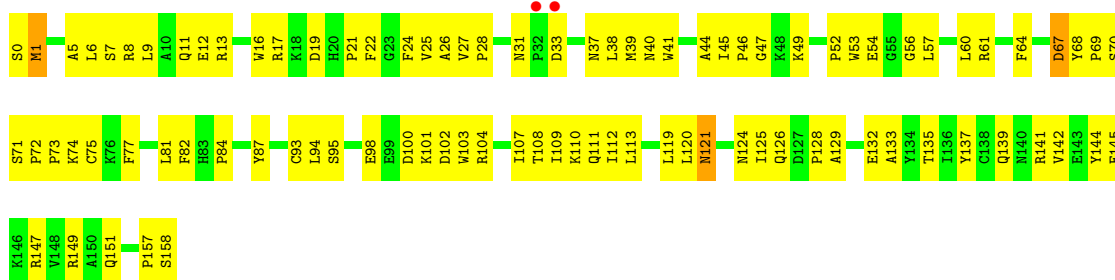 S0 M1 A5 L6 S7 R8 L9 A10 Q11 E12 R13 W16 R17 K18 D19 H20 P21 F22 G23 F24 V25 A26 V27 P28 N31 P32 D33 N37 L38 M39 N40 W41 A44 I45 P46 G47 K48 K49 P52 W53 E54 G55 G56 L57 L60 R61 F64 D67 Y68 P69 S70
S71 P72 P73 K74 C75 K76 F77 L81 F82 H83 P84 Y87 C93 L94 S95 E98 E99 D100 K101 D102 W103 R104 I107 T108 I109 K110 Q111 I112 L113 L119 L120 N121 N124 I125 Q126 D127 P128 A129 E132 A133 Y134 T135 I136 Y137 C138 Q139 N140 R141 V142 E143 Y144
K146 R147 V148 R149 A150 Q151 P157 S158